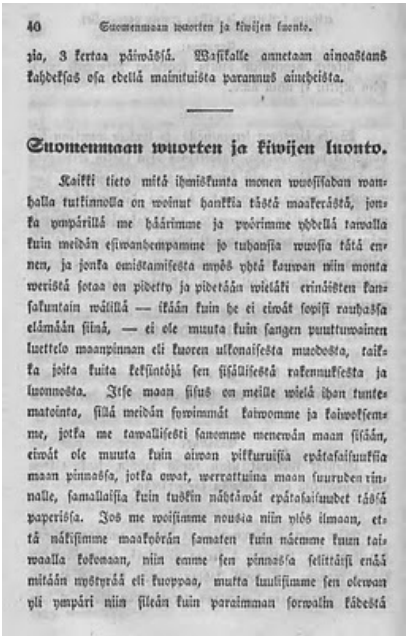 40 Suomenmaan wuorten ja kiwijen luonto.
zia, 3 kertaa päiwässä. Wasikalle annetaan ainoastans
kahdeksas osa edellä mainituista parannus aineheista.
Suomenmaan wuorten ja kiwijen luonto.
Kaikki tieto mitä ihmiskunta monen wuosisadan wan-
halla tutkinnolla on woinut hankkia tästä maakerästä, jon-
ka ympärillä me häärimme ja pyörimme yhdellä tawalla
kuin meidän esiwanhempamme jo tuhansia wuosia tätä en-
nen, ja jonka omistamisesta myös yhtä kauwan niin monta
weristä sotaa on pidetty ja pidetään wieläki erinäisten kan-
sakuntain wälillä — ikään kuin he ei eiwät sopisi rauhassa
elämään siinä, — ei ole muuta kuin sangen puuttuwainen
luettelo maanpinnan eli kuoren ulkonaisesta muodosta, taik-
ka joita kuita keksintöjä sen sisällisestä rakennuksesta ja
luonnosta. Itse maan sisus on meille wielä ihan tunte-
matointa, sillä meidän sywimmät kaiwomme ja kaiwoksem-
me, jotka me tawallisesti sanomme menewän maan sisään,
eiwät ole muuta kuin aiwan pikkuruisia epätasaisuuksia
maan pinnassa, jotka owat, werrattuina maan suuruden rin-
nalle, samallaisia kuin tuskin nähtäwät epätasaisuudet tässä
paperissa. Jos me woisimme nousta niin ylös ilmaan, et-
tä näkisimme maakyörän samaten kuin näemme kuun tai-
waalla kokonaan, niin emme sen pinnassa selittäisi enää
mitään nystyrää eli kuoppaa, mutta luulisimme sen olewan
yli ympäri niin sileän kuin paraimman sorwalin kädestä